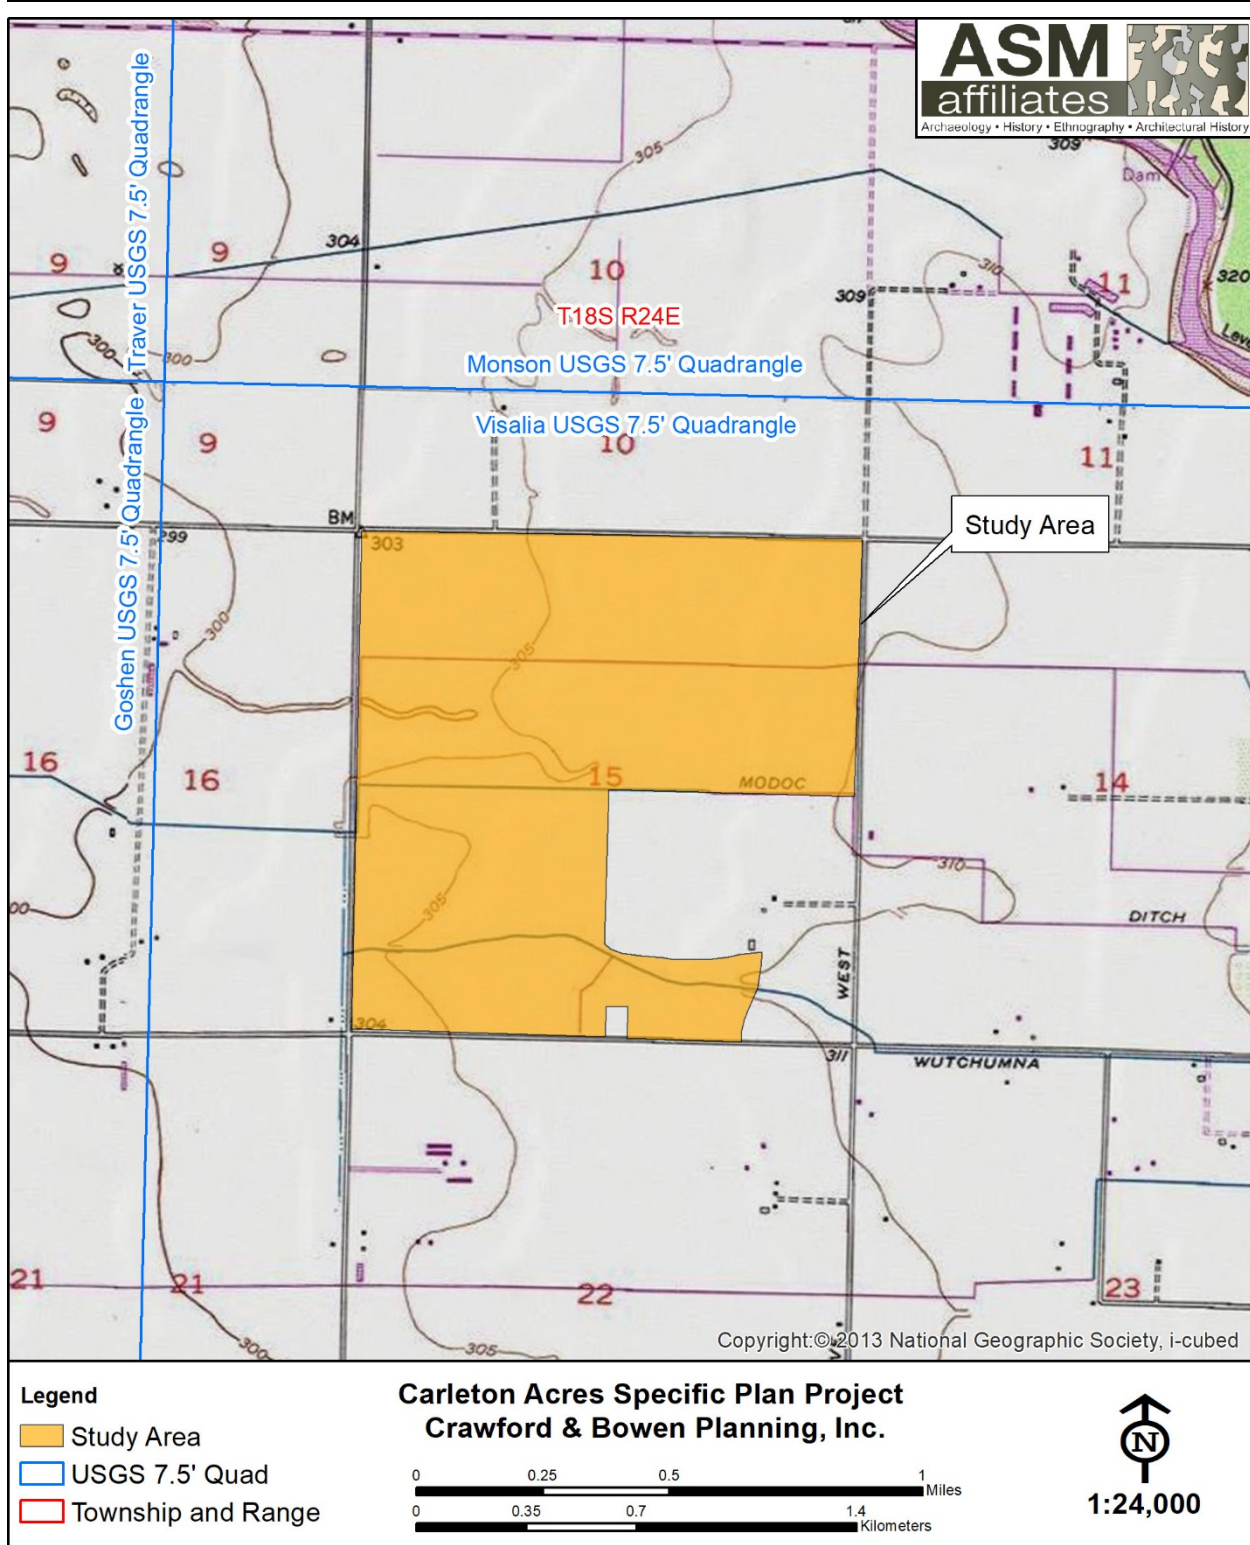 ASM
affiliates
Archaeology • History • Ethnography • Architectural History
309
Dam
305
Traver USGS 7.5' Quadrangle
304
9
9
10
310
11
320
309
T18S R24E
300
300
Monson USGS 7.5' Quadrangle
Visalia USGS 7.5' Quadrangle
9
9
10
11
Study Area
BM
299
303
Goshen USGS 7.5' Quadrangle
300
305
16
16
15
MODOC
14
310
305
DITCH
WEST
304
311
WUTCHUMNA
21
21
22
23
300
305
Copyright:© 2013 National Geographic Society, i-cubed
Legend
Study Area
USGS 7.5' Quad
Township and Range
Carleton Acres Specific Plan Project
Crawford & Bowen Planning, Inc.
0 0.25 0.5 1
Miles
0 0.35 0.7 1.4
Kilometers
N
1:24,000